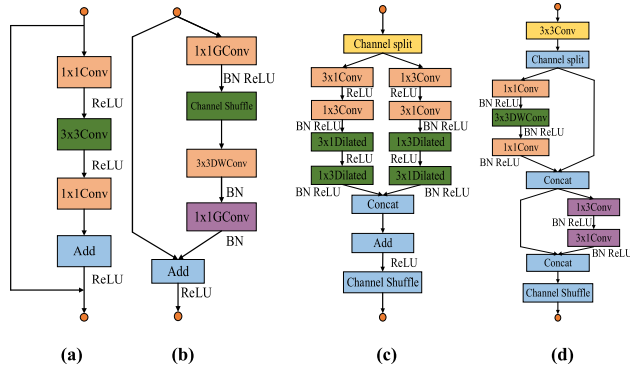 1x1Conv
ReLU
3x3Conv
ReLU
1x1Conv
Add
ReLU
(a)
1x1GConv
BN ReLU
Channel Shuffle
3x3DWConv
BN
1x1GConv
BN
Add
ReLU
(b)
Channel split
3x1Conv 1x3Conv
ReLU ReLU
1x3Conv 3x1Conv
BN ReLU BN ReLU
3x1Dilated 1x3Dilated
ReLU ReLU
1x3Dilated 3x1Dilated
BN ReLU BN ReLU
Concat
Add
ReLU
Channel Shuffle
(c)
3x3Conv
Channel split
1x1Conv
BN ReLU
3x3DWConv
BN ReLU
1x1Conv
BN ReLU
Concat
1x3Conv
BN ReLU
3x1Conv
BN ReLU
Concat
Channel Shuffle
(d)